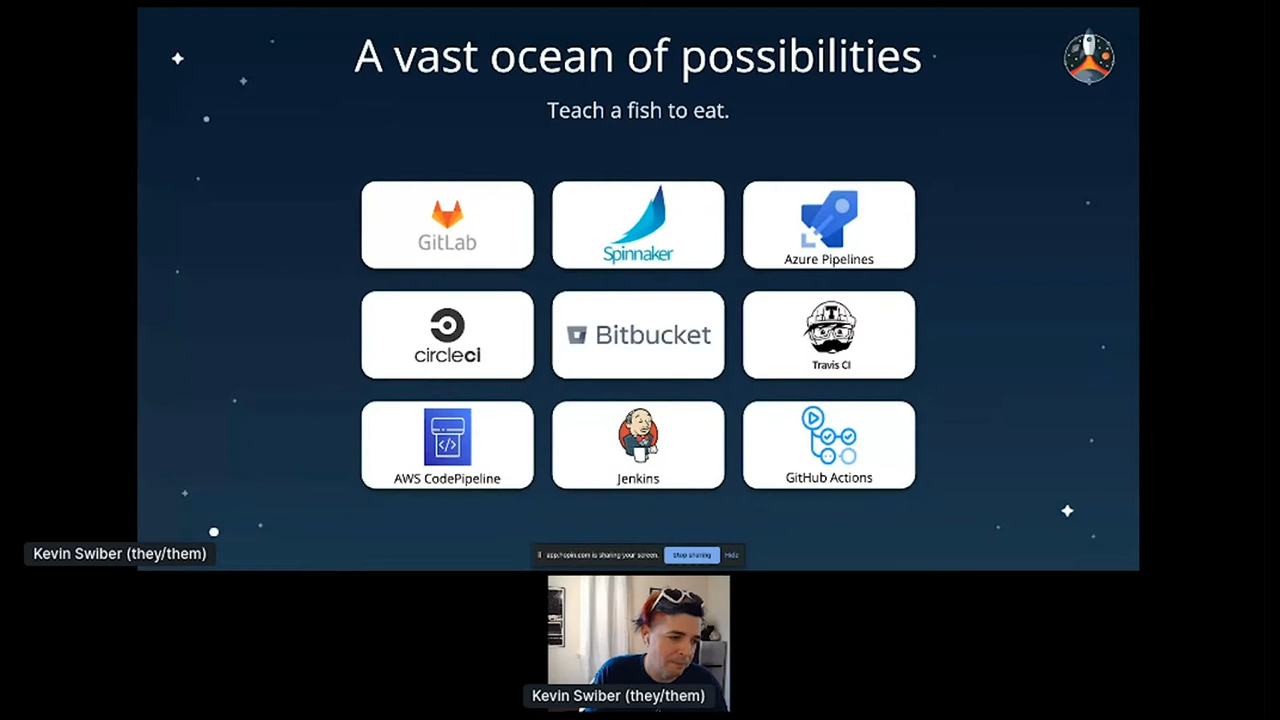 A vast ocean of possibilities
Teach a fish to eat.
GitLab
Spinnaker
Azure Pipelines
circleci
Bitbucket
T
Travis CI
AWS CodePipeline
</>
Jenkins
GitHub Actions
Kevin Swiber (they/them)
app.hopin.com is sharing your screen.
Stop sharing
Hide
Kevin Swiber (they/them)